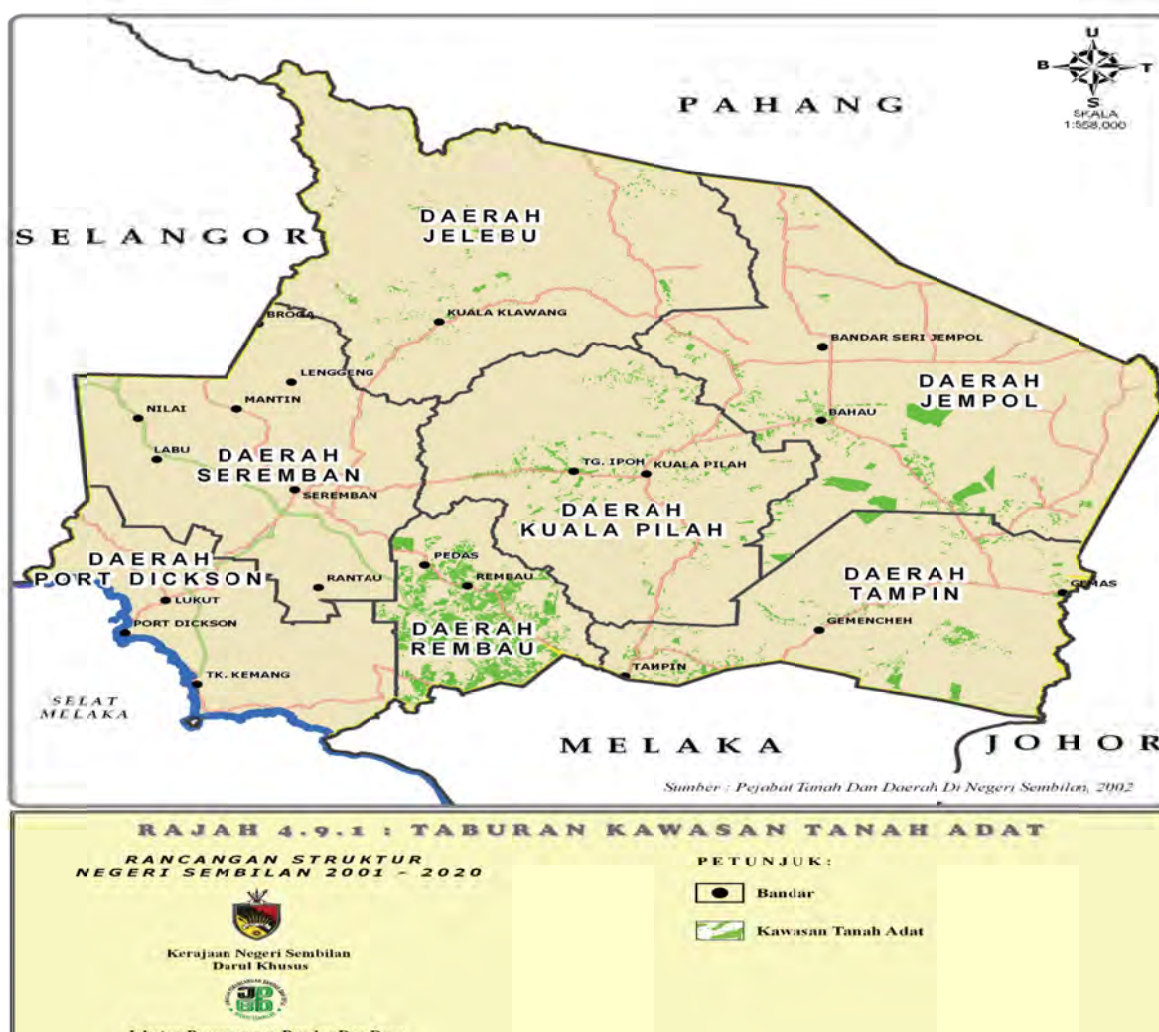 U
B T
S
SKALA
1:558,000
PAHANG
SELANGOR
DAERAH
JELEBU
BROGA
KUALA KLAWANG
BANDAR SERI JEMPOL
LENGGENG
DAERAH
JEMPOL
MANTIN
NILAI
BAHAU
LABU
DAERAH
SEREMBAN
TG. IPOH
KUALA PILAH
SEREMBAN
DAERAH
KUALA PILAH
DAERAH
PORT DICKSON
PEDAS
DAERAH
TAMPIN
REMBAU
RANTAU
GEMAS
LUKUT
PORT DICKSON
DAERAH
REMBAU
GEMENCHEH
TAMPIN
TK. KEMANG
SELAT
MELAKA
MELAKA
JOHOR
Sumber : Pejabat Tanah Dan Daerah Di Negeri Sembilan, 2002
RAJAH 4.9.1 : TABURAN KAWASAN TANAH ADAT
RANCANGAN STRUKTUR
NEGERI SEMBILAN 2001 - 2020
PETUNJUK:
Bandar
Kawasan Tanah Adat
Kerajaan Negeri Sembilan
Darul Khusus